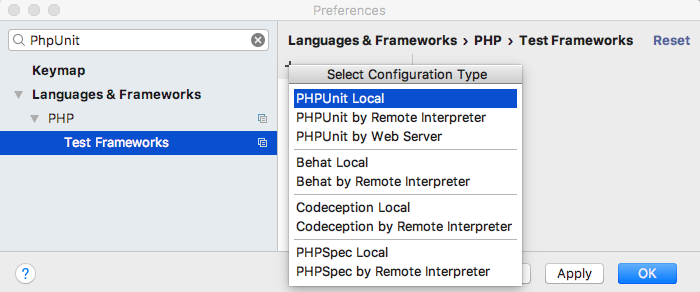 Preferences
PhpUnit
Languages & Frameworks › PHP › Test Frameworks Reset
Keymap
Languages & Frameworks
PHP
Test Frameworks
Select Configuration Type
PHPUnit Local
PHPUnit by Remote Interpreter
PHPUnit by Web Server
Behat Local
Behat by Remote Interpreter
Codeception Local
Codeception by Remote Interpreter
PHPSpec Local
PHPSpec by Remote Interpreter
? Apply OK